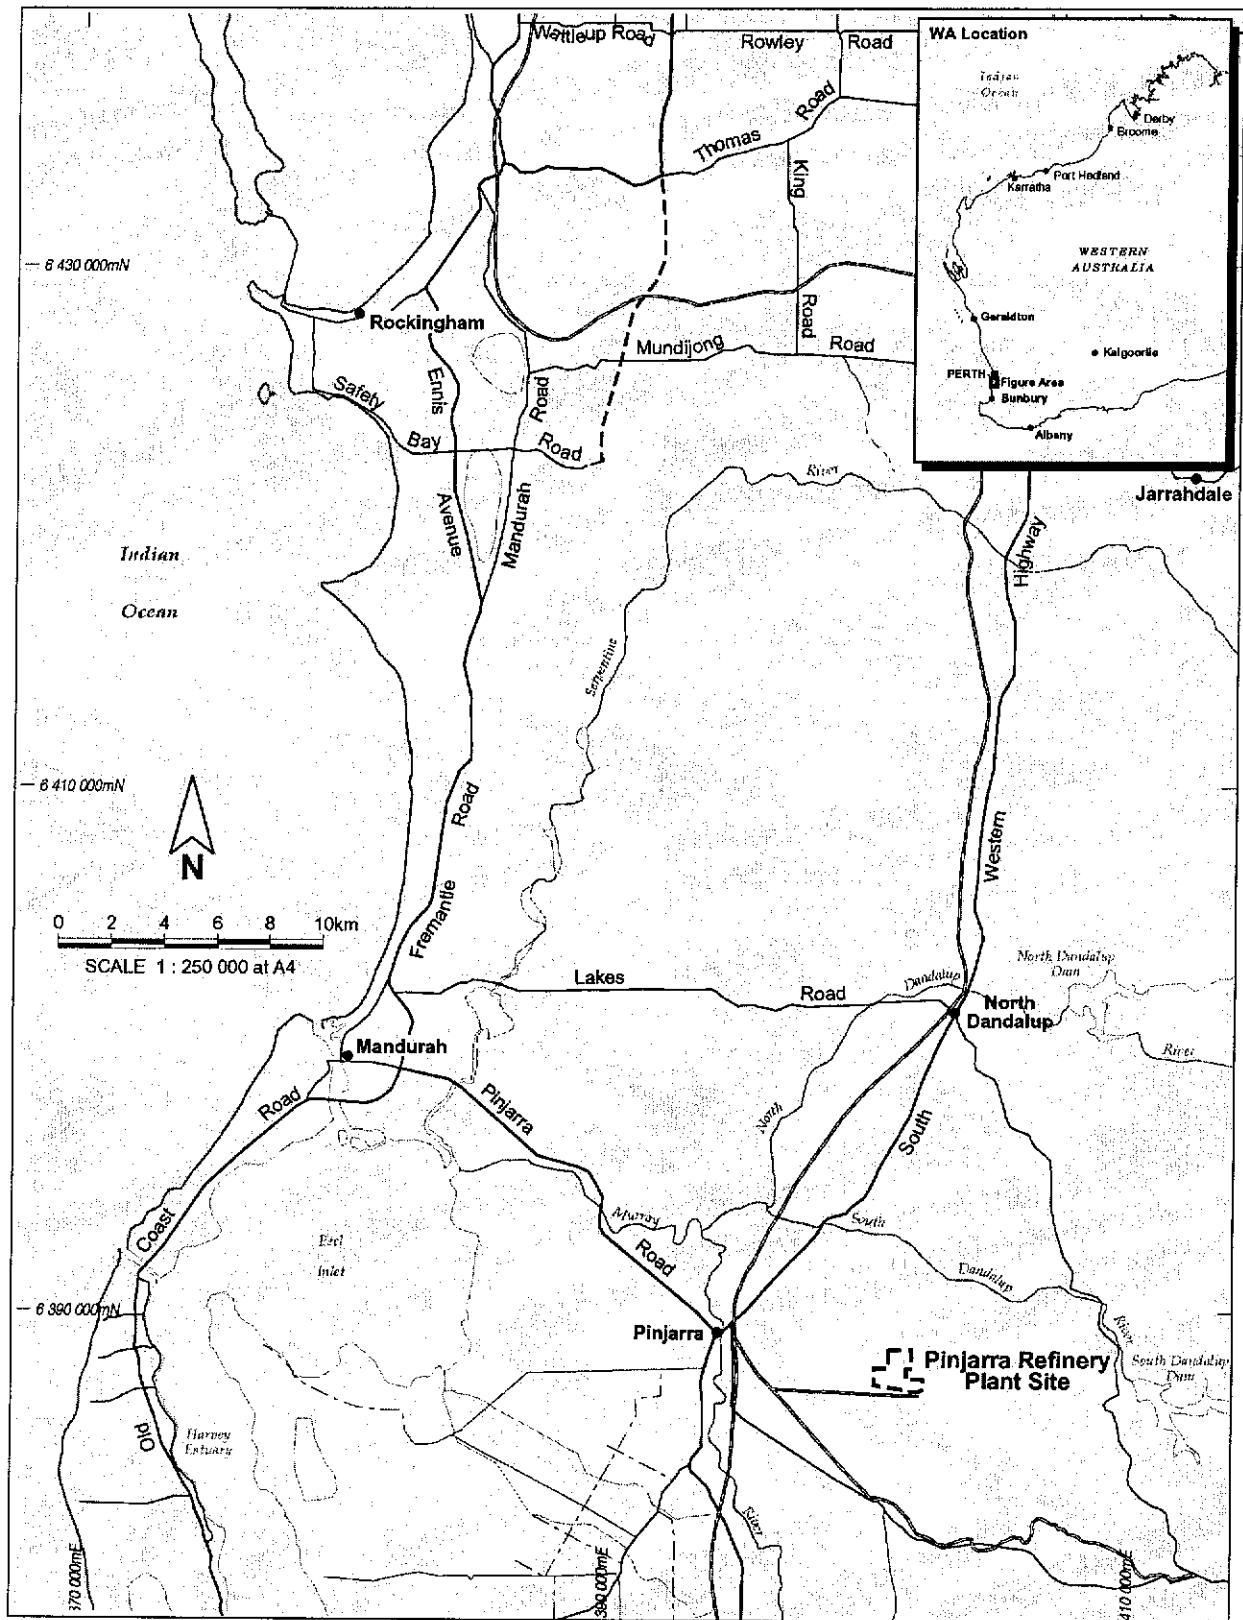 Wattleup Road
Rowley Road
WA Location
Indian
Ocean
Derby
Broome
Port Hedland
Karratha
WESTERN
AUSTRALIA
Geraldton
Kalgoorlie
PERTH
Figure Area
Bunbury
Albany
Thomas Road
King Road
6 430 000mN
Rockingham
Mundijong Road
Ennis Avenue
Safety Bay Road
Mandurah Road
River
Jarrahdale
Highway
Indian
Ocean
Serpentine
6 410 000mN
N
Road
Western
0 2 4 6 8 10km
SCALE 1 : 250 000 at A4
Fremantle
Lakes Road
Dandalup
North Dandalup
Dam
North
Dandalup
Mandurah
River
Road
Pinjarra
North
South
Coast
Murray
South
Road
Peel
Inlet
Dandalup
6 390 000mN
Pinjarra
River
Pinjarra Refinery
Plant Site
South Dandalup
Dam
Old
Harvey
Estuary
River
370 000mE
390 000mE
410 000mE